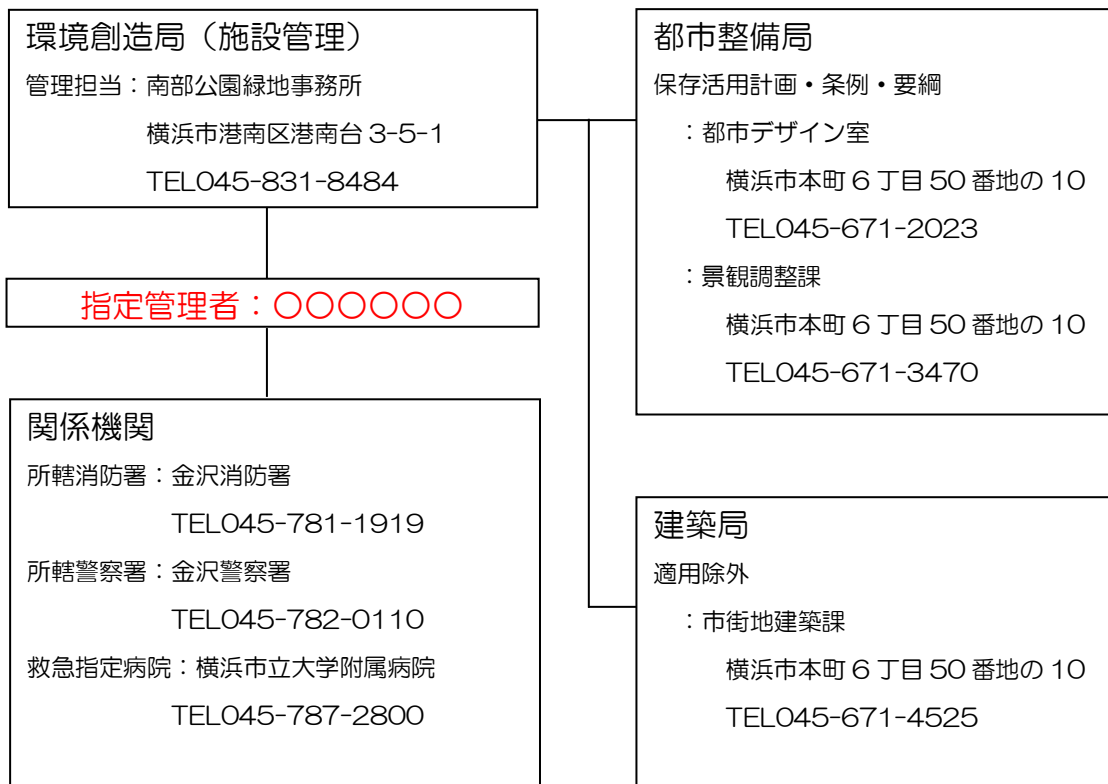 環境創造局（施設管理）
管理担当：南部公園緑地事務所
横浜市港南区港南台 3-5-1
TEL045-831-8484
指定管理者：〇〇〇〇〇〇
関係機関
所轄消防署：金沢消防署
TEL045-781-1919
所轄警察署：金沢警察署
TEL045-782-0110
救急指定病院：横浜市立大学附属病院
TEL045-787-2800
都市整備局
保存活用計画・条例・要綱
：都市デザイン室
横浜市本町 6 丁目 50 番地の 10
TEL045-671-2023
：景観調整課
横浜市本町 6 丁目 50 番地の 10
TEL045-671-3470
建築局
適用除外
：市街地建築課
横浜市本町 6 丁目 50 番地の 10
TEL045-671-4525